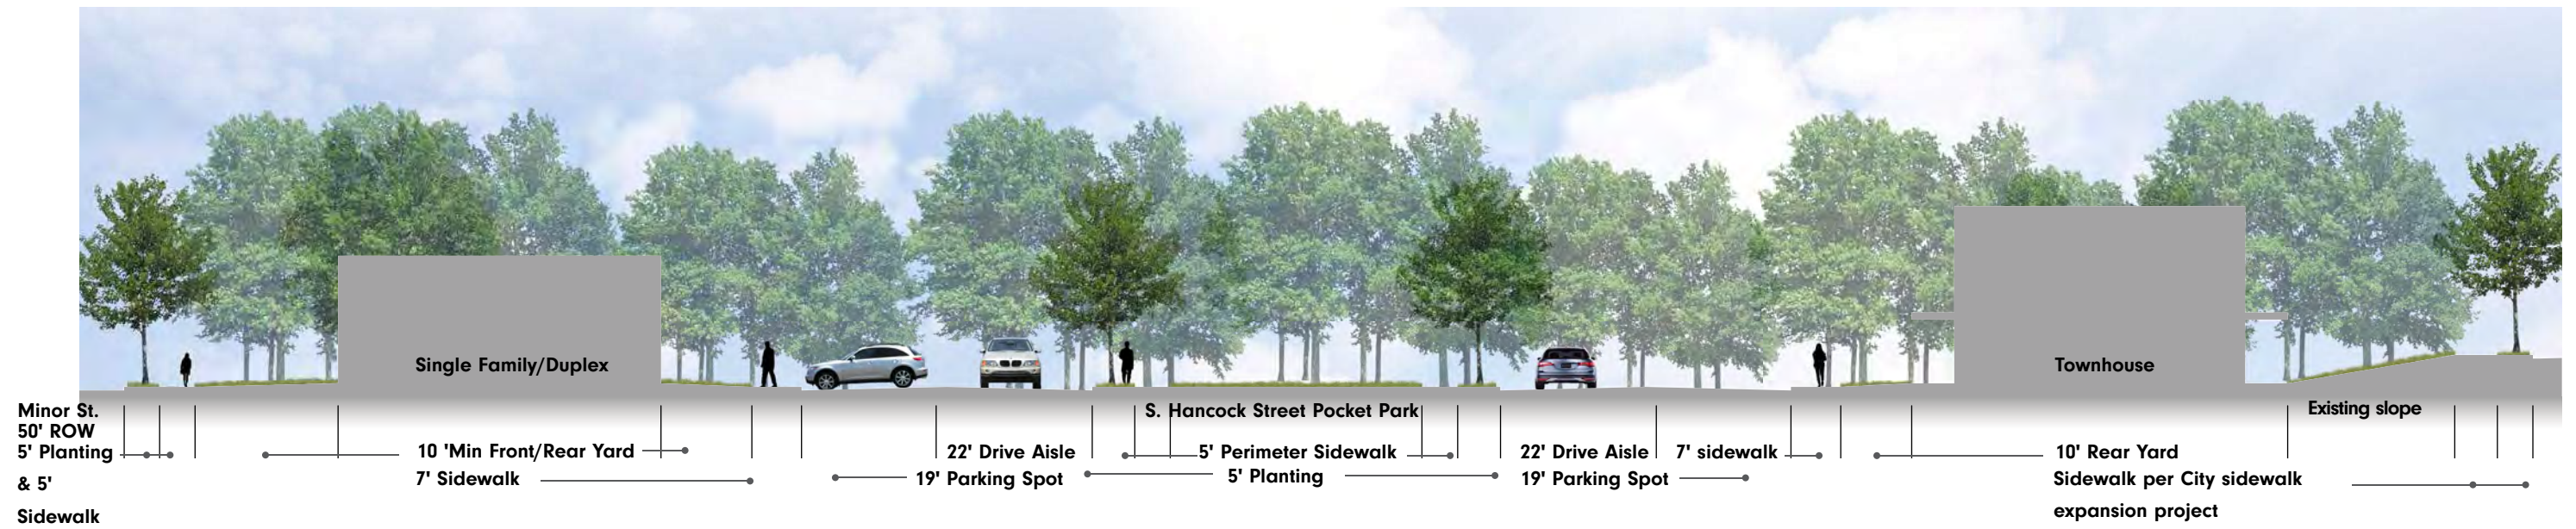 Single Family/Duplex
Townhouse
Minor St.
50' ROW
5' Planting
& 5'
Sidewalk
10 'Min Front/Rear Yard
7' Sidewalk
22' Drive Aisle
19' Parking Spot
S. Hancock Street Pocket Park
5' Perimeter Sidewalk
5' Planting
22' Drive Aisle
19' Parking Spot
7' sidewalk
Existing slope
10' Rear Yard
Sidewalk per City sidewalk
expansion project